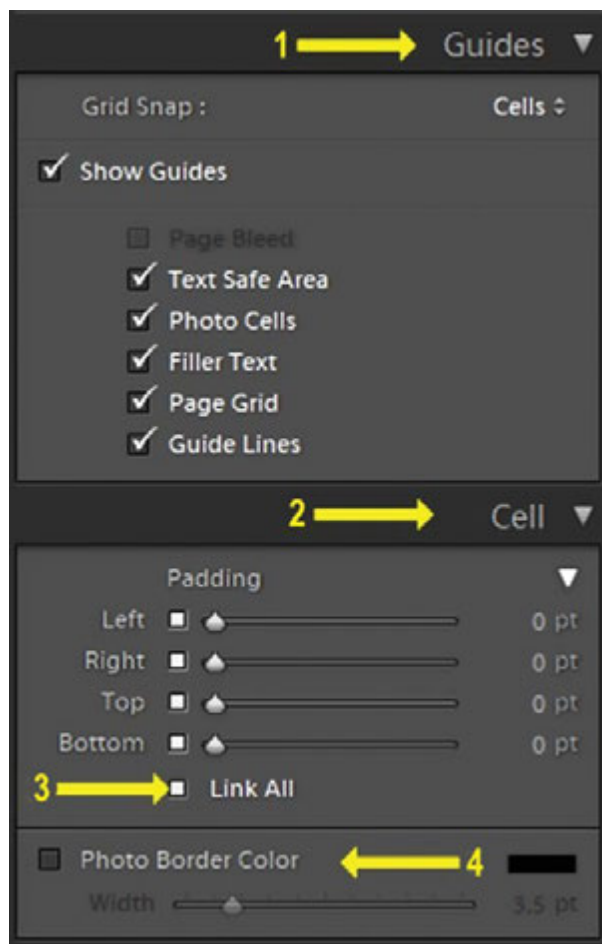 1 Guides
Grid Snap : Cells
Show Guides
Page Bleed
Text Safe Area
Photo Cells
Filler Text
Page Grid
Guide Lines
2 Cell
Padding
Left 0 pt
Right 0 pt
Top 0 pt
Bottom 0 pt
3 Link All
Photo Border Color 4
Width 3.5 pt